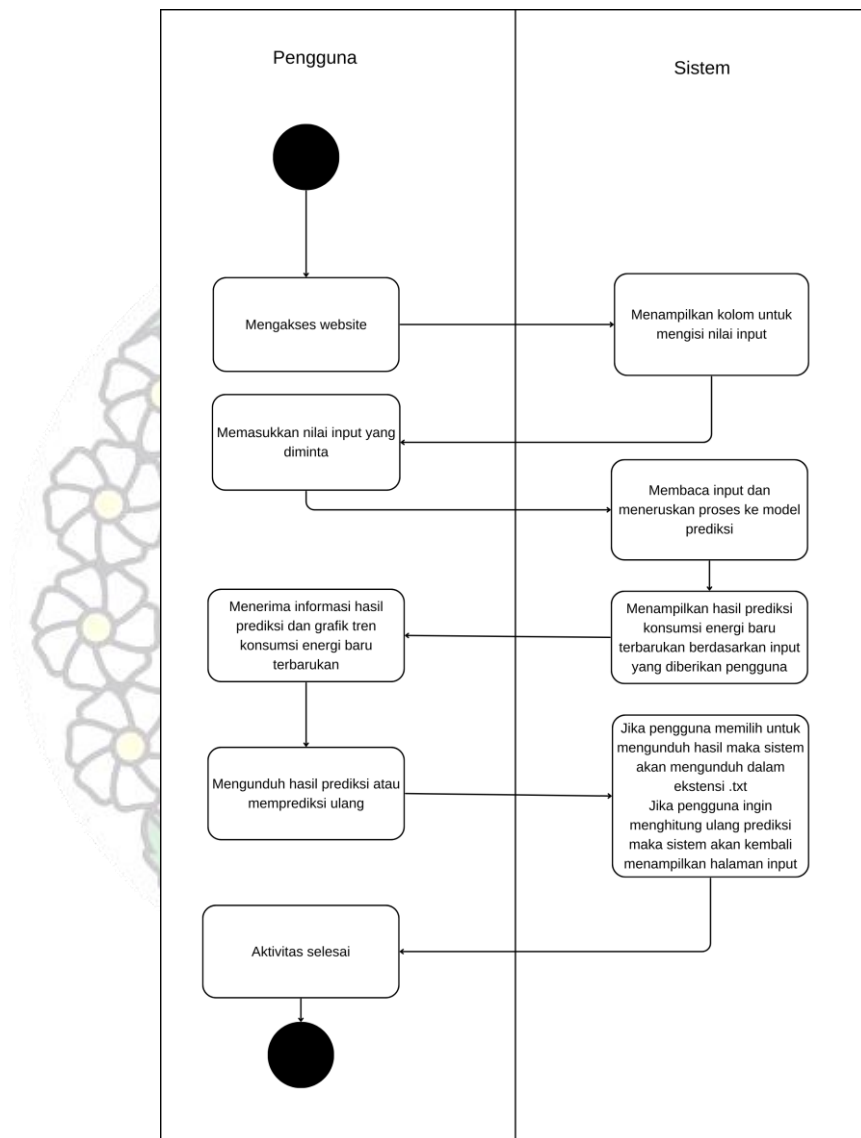 Pengguna
Sistem
Mengakses website
Menampilkan kolom untuk
mengisi nilai input
Memasukkan nilai input yang
diminta
Membaca input dan
meneruskan proses ke model
prediksi
Menampilkan hasil prediksi
konsumsi energi baru
terbarukan berdasarkan input
yang diberikan pengguna
Menerima informasi hasil
prediksi dan grafik tren
konsumsi energi baru
terbarukan
Mengunduh hasil prediksi atau
memprediksi ulang
Jika pengguna memilih untuk
mengunduh hasil maka sistem
akan mengunduh dalam
ekstensi .txt
Jika pengguna ingin
menghitung ulang prediksi
maka sistem akan kembali
menampilkan halaman input
Aktivitas selesai